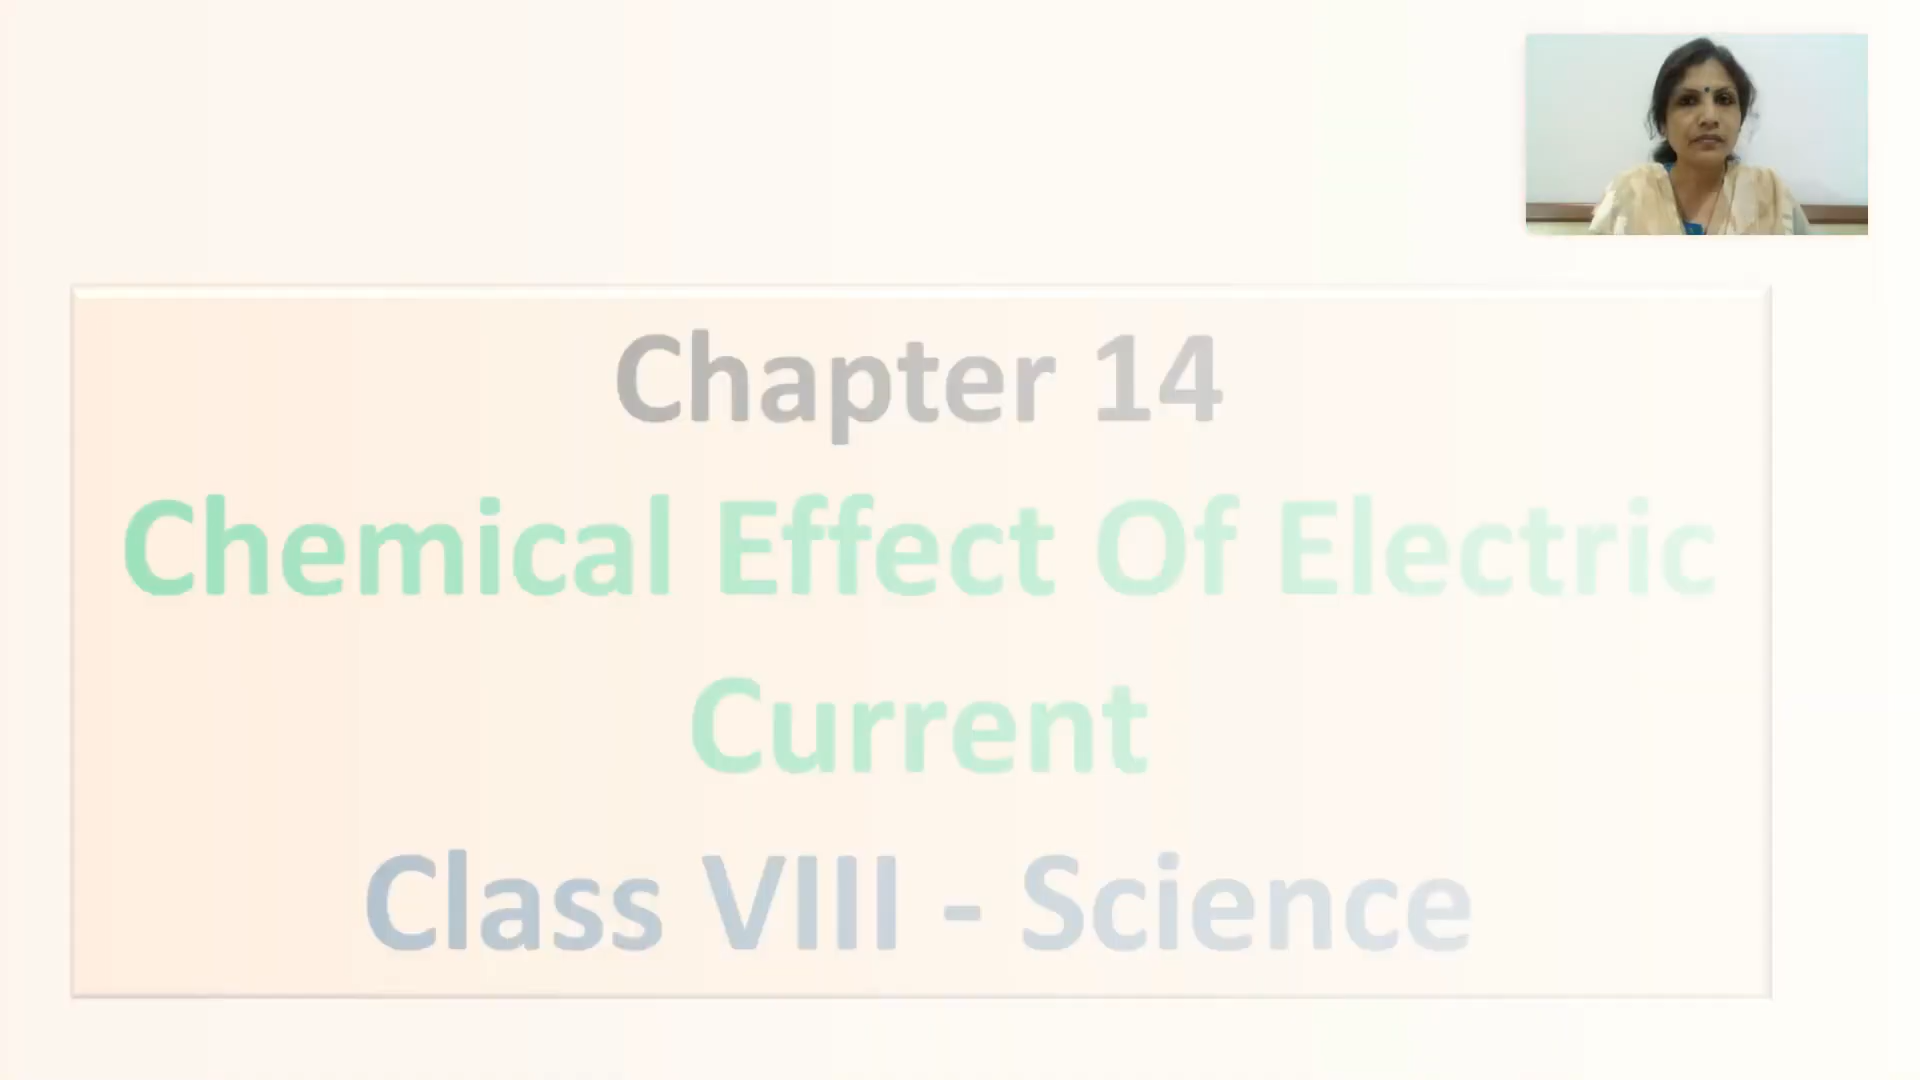 Chapter 14
Chemical Effect Of Electric
Current
Class VIII - Science